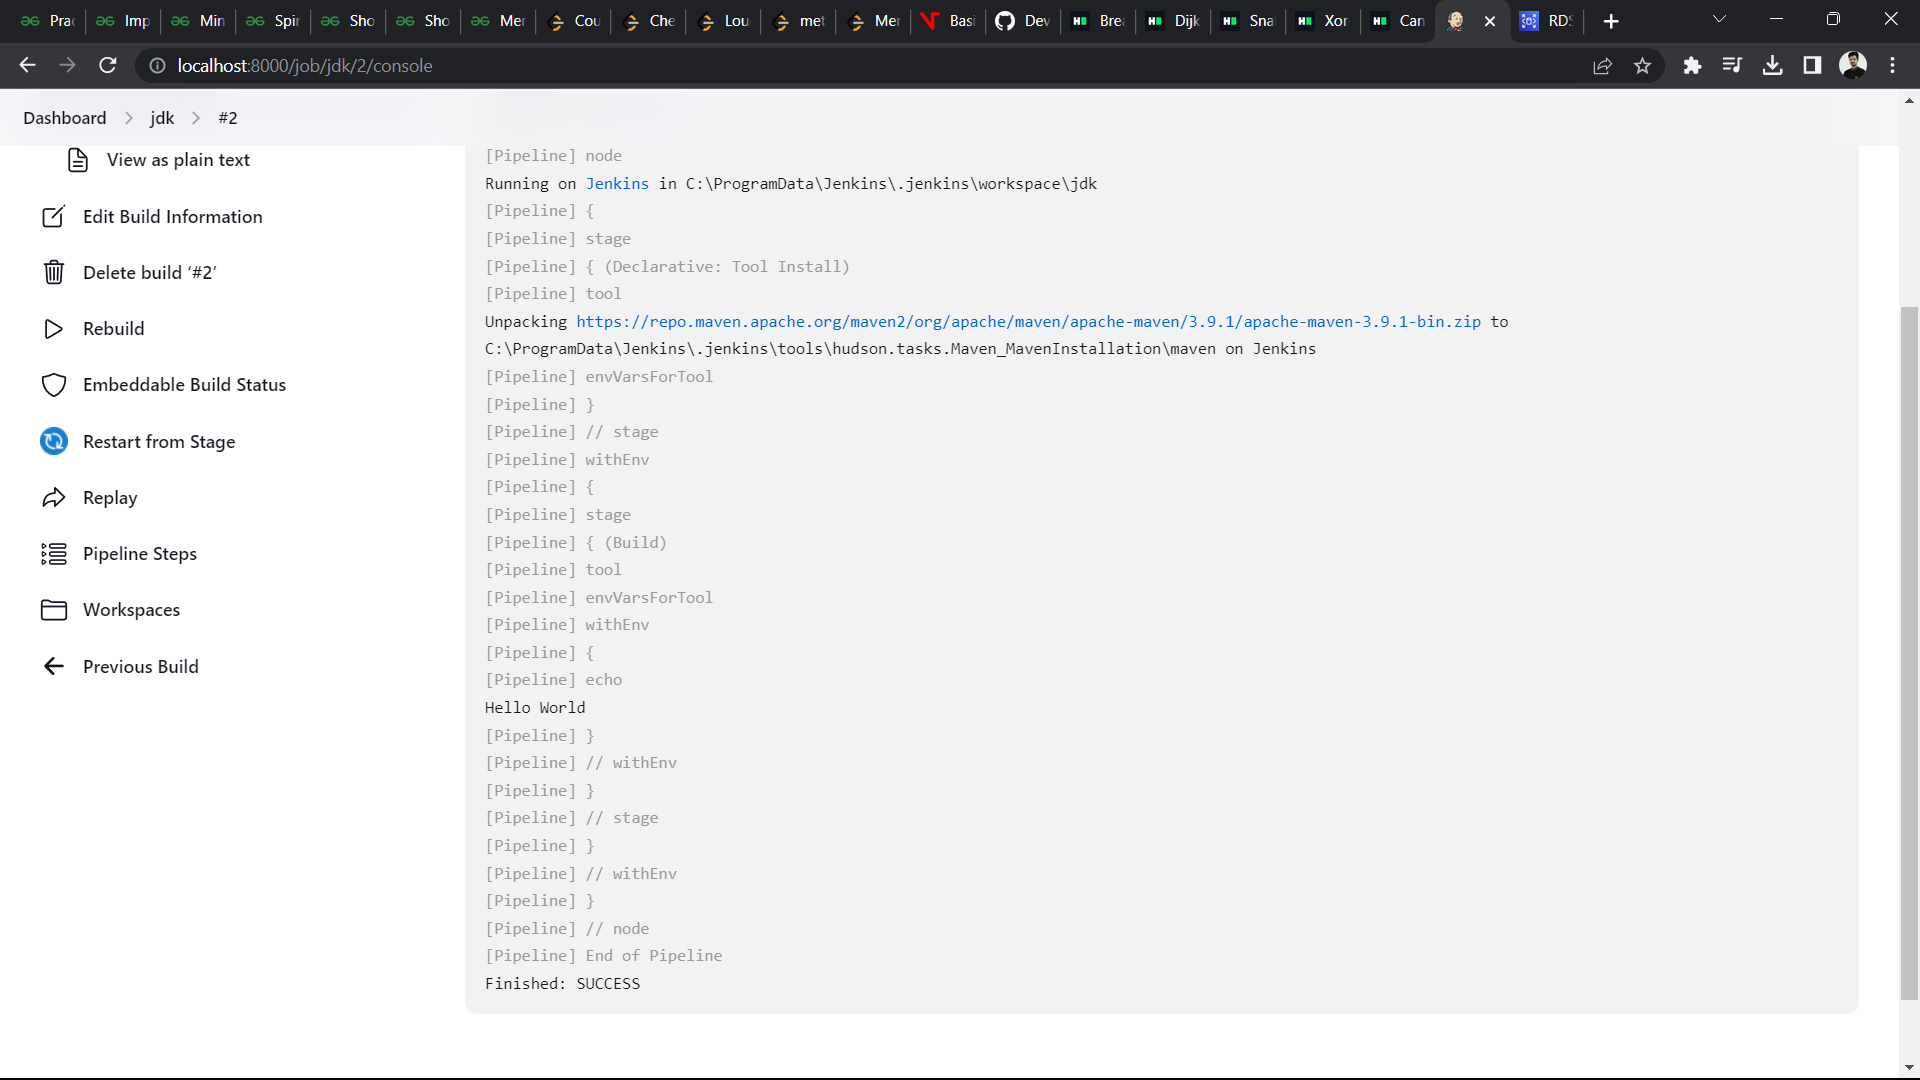 Prac
Imp
Min
Spir
Sho
Sho
Mer
Cou
Che
Lou
met
Mer
Basi
Dev
Brea
Dijk
Sna
Xor
Can
RDS
localhost:8000/job/jdk/2/console
Dashboard
jdk
#2
View as plain text
Edit Build Information
Delete build ‘#2’
Rebuild
Embeddable Build Status
Restart from Stage
Replay
Pipeline Steps
Workspaces
Previous Build
[Pipeline] node
Running on Jenkins in C:\ProgramData\Jenkins\.jenkins\workspace\jdk
[Pipeline] {
[Pipeline] stage
[Pipeline] { (Declarative: Tool Install)
[Pipeline] tool
Unpacking https://repo.maven.apache.org/maven2/org/apache/maven/apache-maven/3.9.1/apache-maven-3.9.1-bin.zip to
C:\ProgramData\Jenkins\.jenkins\tools\hudson.tasks.Maven_MavenInstallation\maven on Jenkins
[Pipeline] envVarsForTool
[Pipeline] }
[Pipeline] // stage
[Pipeline] withEnv
[Pipeline] {
[Pipeline] stage
[Pipeline] { (Build)
[Pipeline] tool
[Pipeline] envVarsForTool
[Pipeline] withEnv
[Pipeline] {
[Pipeline] echo
Hello World
[Pipeline] }
[Pipeline] // withEnv
[Pipeline] }
[Pipeline] // stage
[Pipeline] }
[Pipeline] // withEnv
[Pipeline] }
[Pipeline] // node
[Pipeline] End of Pipeline
Finished: SUCCESS